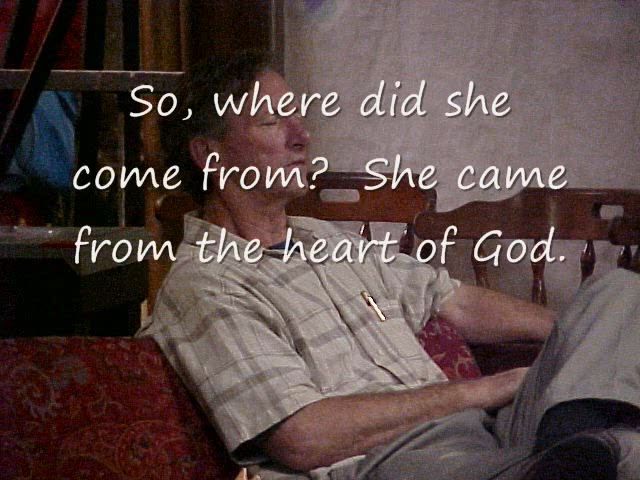 So, where did she
come from?  She came
from the heart of God.